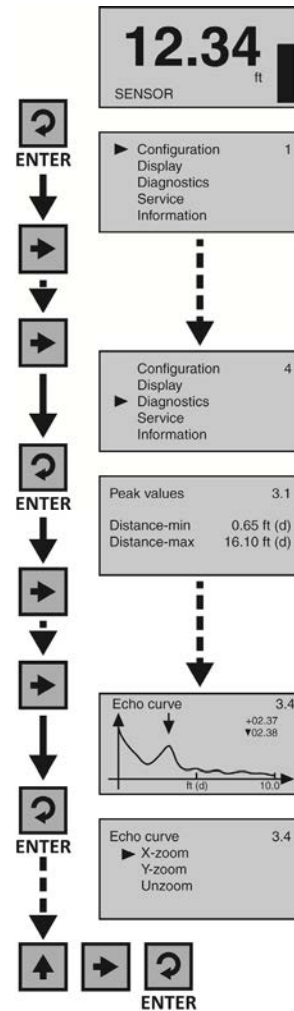 12.34
ft
SENSOR
ENTER
Configuration 1
Display
Diagnostics
Service
Information
Configuration 4
Display
Diagnostics
Service
Information
ENTER
Peak values 3.1
Distance-min 0.65 ft (d)
Distance-max 16.10 ft (d)
Echo curve 3.4
+02.37
▼02.38
ft (d) 10.0
ENTER
Echo curve 3.4
X-zoom
Y-zoom
Unzoom
ENTER